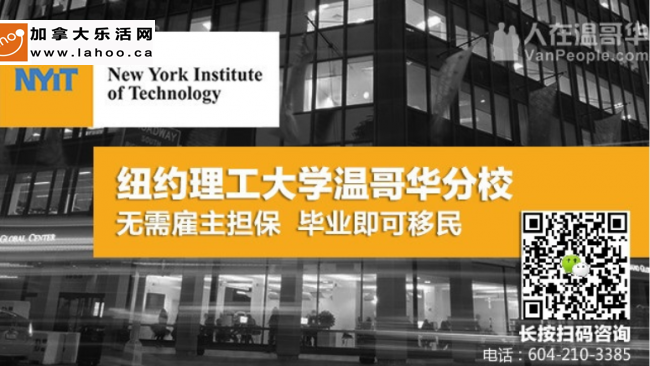 加拿大乐活网
www.lahoo.ca
人在温哥华
VanPeople.com
NYIT
New York Institute
of Technology
纽约理工大学温哥华分校
无需雇主担保 毕业即可移民
GLOBAL CENTER
长按扫码咨询
电话：604-210-3385